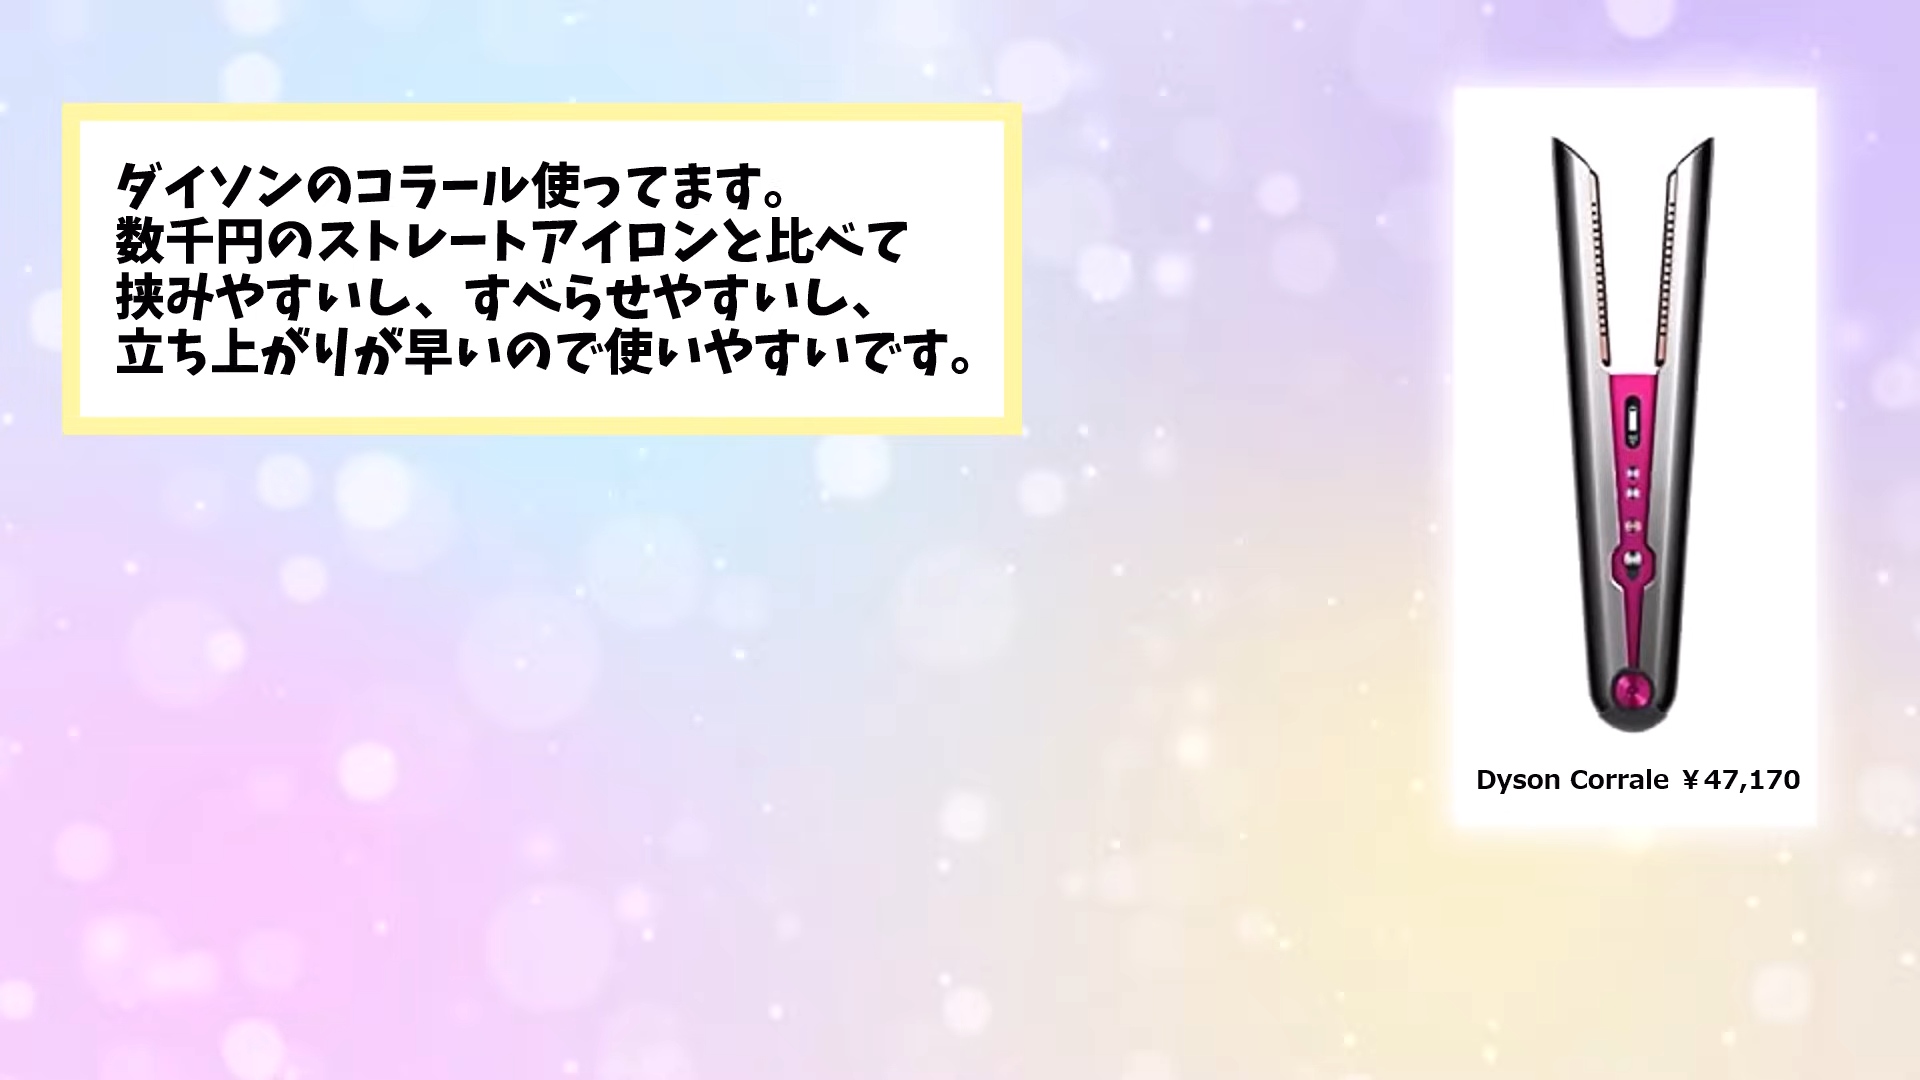 ダイソンのコラール使ってます。
数千円のストレートアイロンと比べて
挟みやすいし、すべらせやすいし、
立ち上がりが早いので使いやすいです。
Dyson Corrale ￥47,170